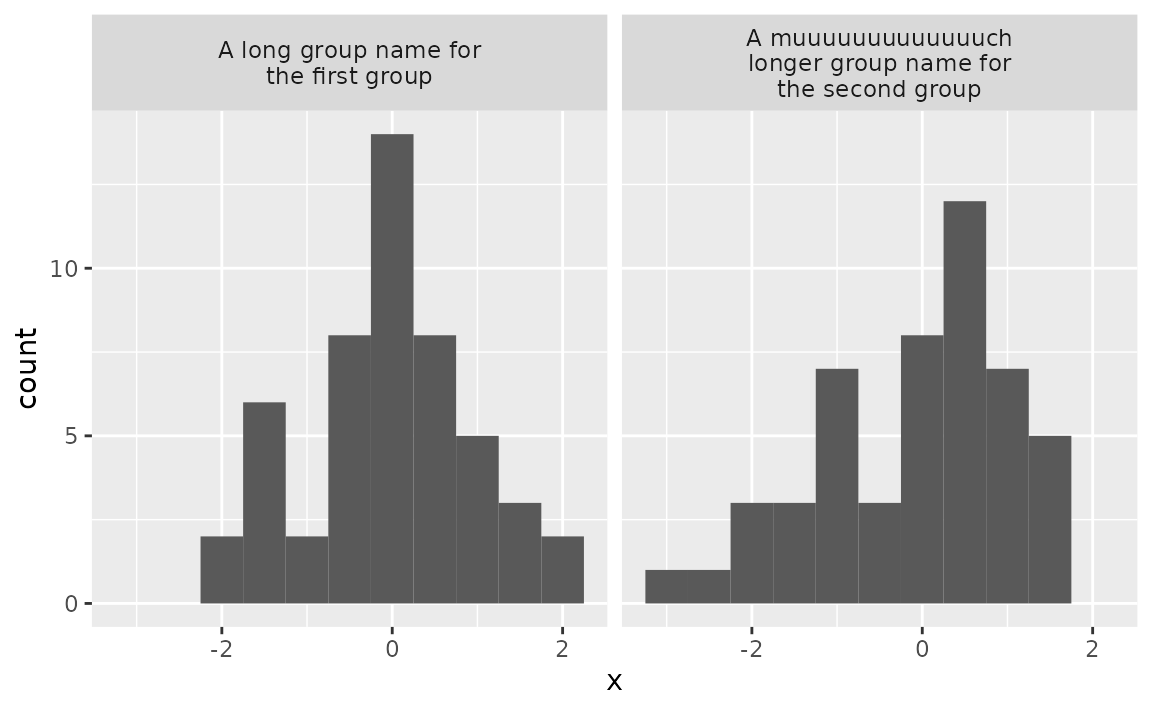 A long group name for
the first group
A muuuuuuuuuuuuuch
longer group name for
the second group
10
5
0
count
-2
0
2
-2
0
2
x